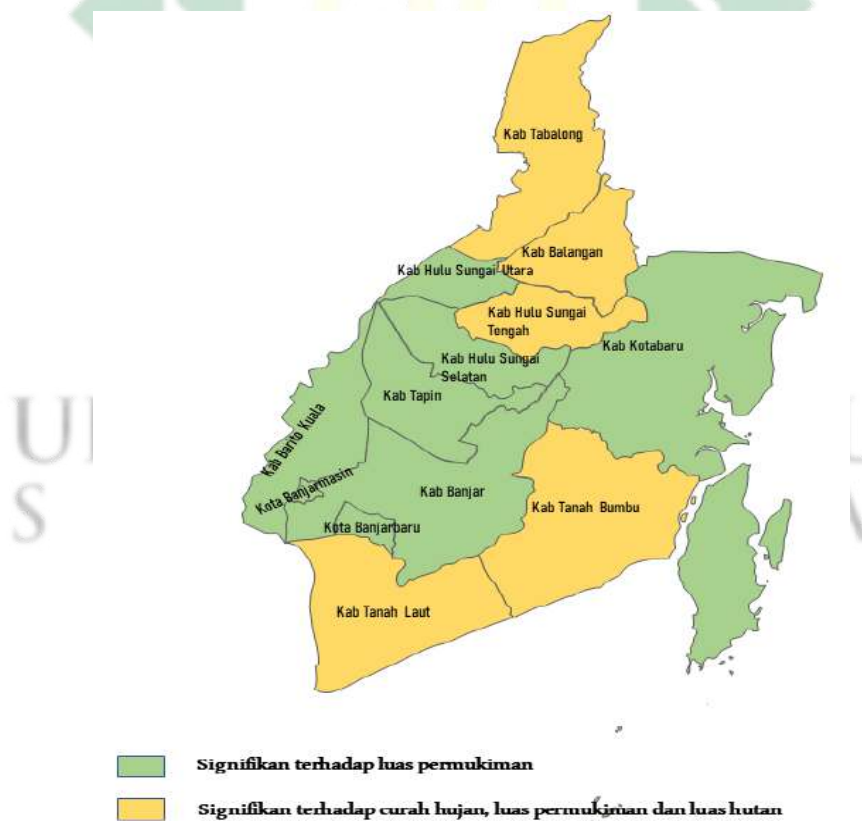 Kab Tabalong
Kab Balangan
Kab Hulu Sungai Utara
Kab Hulu Sungai
Tengah
Kab Kotabaru
Kab Hulu Sungai
Selatan
Kab Tapin
Kab Barito Kuala
Kota Banjarmasin
Kab Banjar
Kab Tanah Bumbu
Kota Banjarbaru
Kab Tanah Laut
Signifikan terhadap luas permukiman
Signifikan terhadap curah hujan, luas permukiman dan luas hutan